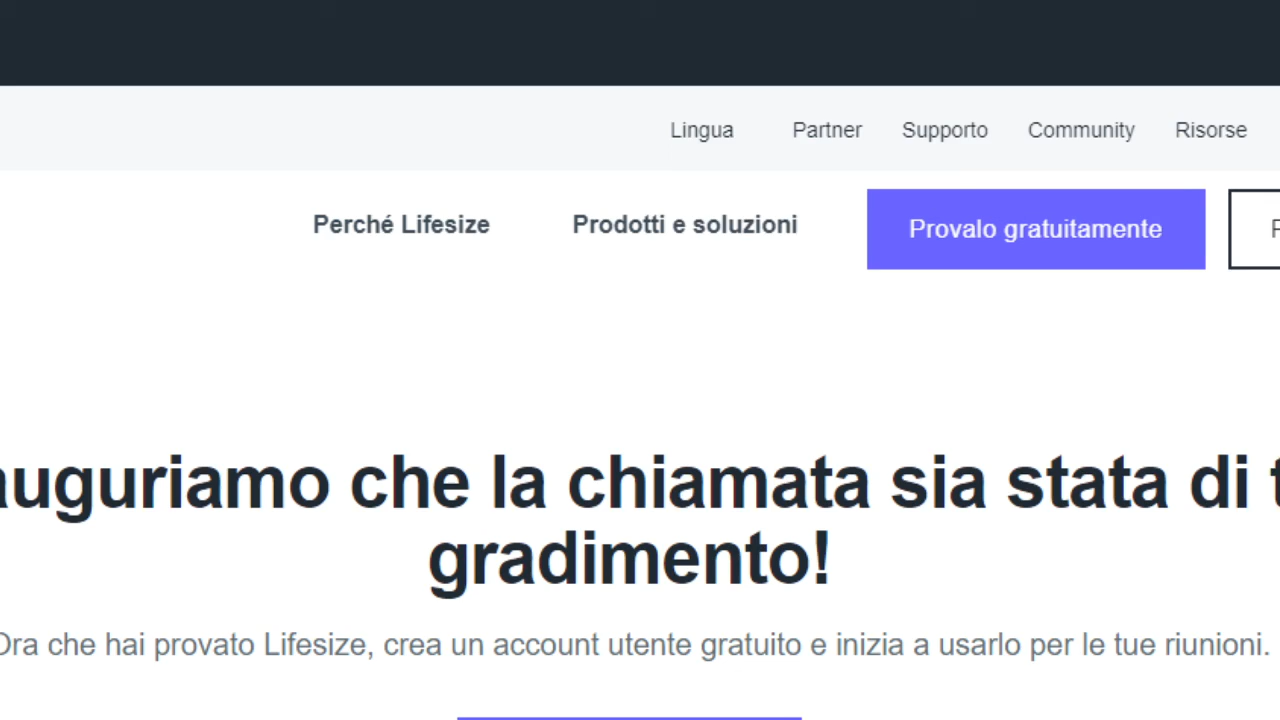 Lingua Partner Supporto Community Risorse
Perché Lifesize Prodotti e soluzioni Provalo gratuitamente
auguriamo che la chiamata sia stata di
gradimento!
Ora che hai provato Lifesize, crea un account utente gratuito e inizia a usarlo per le tue riunioni.